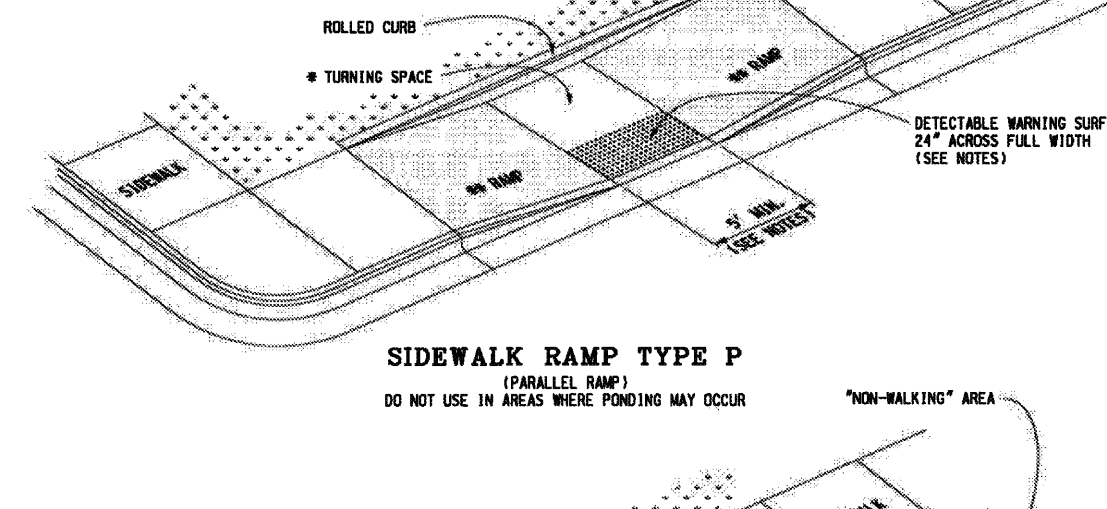 ROLLED CURB
* TURNING SPACE
** RAMP
DETECTABLE WARNING SURF
24" ACROSS FULL WIDTH
(SEE NOTES)
SIDEWALK
** RAMP
5' MIN.
(SEE NOTES)
SIDEWALK RAMP TYPE P
(PARALLEL RAMP)
DO NOT USE IN AREAS WHERE PONDING MAY OCCUR
"NON-WALKING" AREA